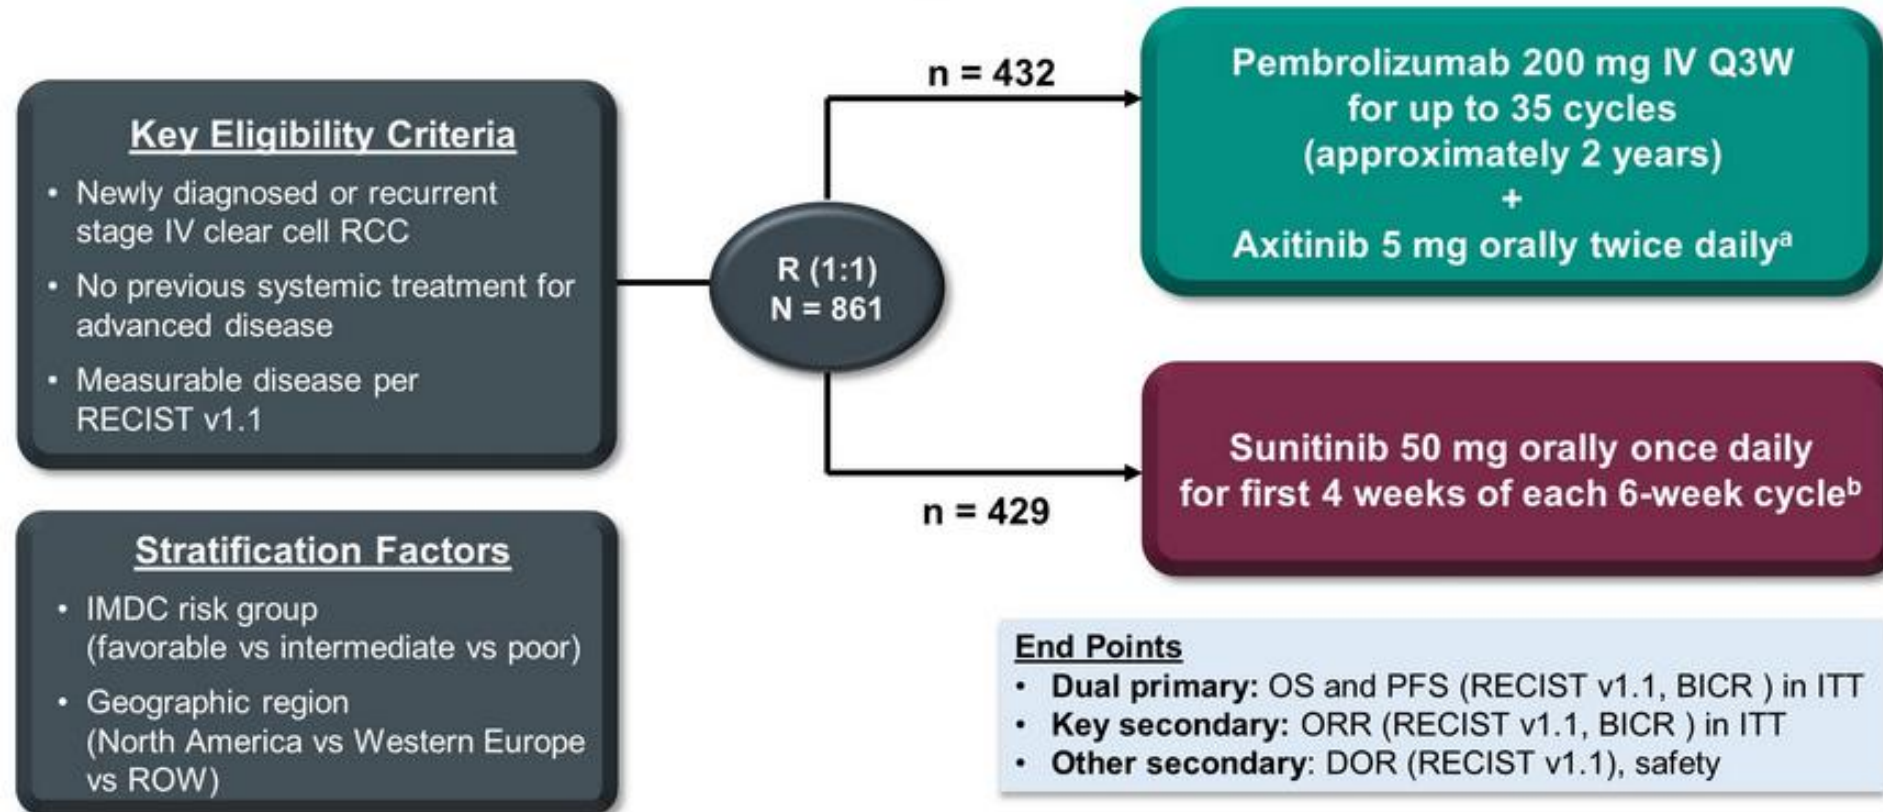 Key Eligibility Criteria
• Newly diagnosed or recurrent
stage IV clear cell RCC
• No previous systemic treatment for
advanced disease
• Measurable disease per
RECIST v1.1
Stratification Factors
• IMDC risk group
(favorable vs intermediate vs poor)
• Geographic region
(North America vs Western Europe
vs ROW)
R (1:1)
N = 861
n = 432
Pembrolizumab 200 mg IV Q3W
for up to 35 cycles
(approximately 2 years)
+
Axitinib 5 mg orally twice dailyᵃ
n = 429
Sunitinib 50 mg orally once daily
for first 4 weeks of each 6-week cycleᵇ
End Points
• Dual primary: OS and PFS (RECIST v1.1, BICR ) in ITT
• Key secondary: ORR (RECIST v1.1, BICR ) in ITT
• Other secondary: DOR (RECIST v1.1), safety